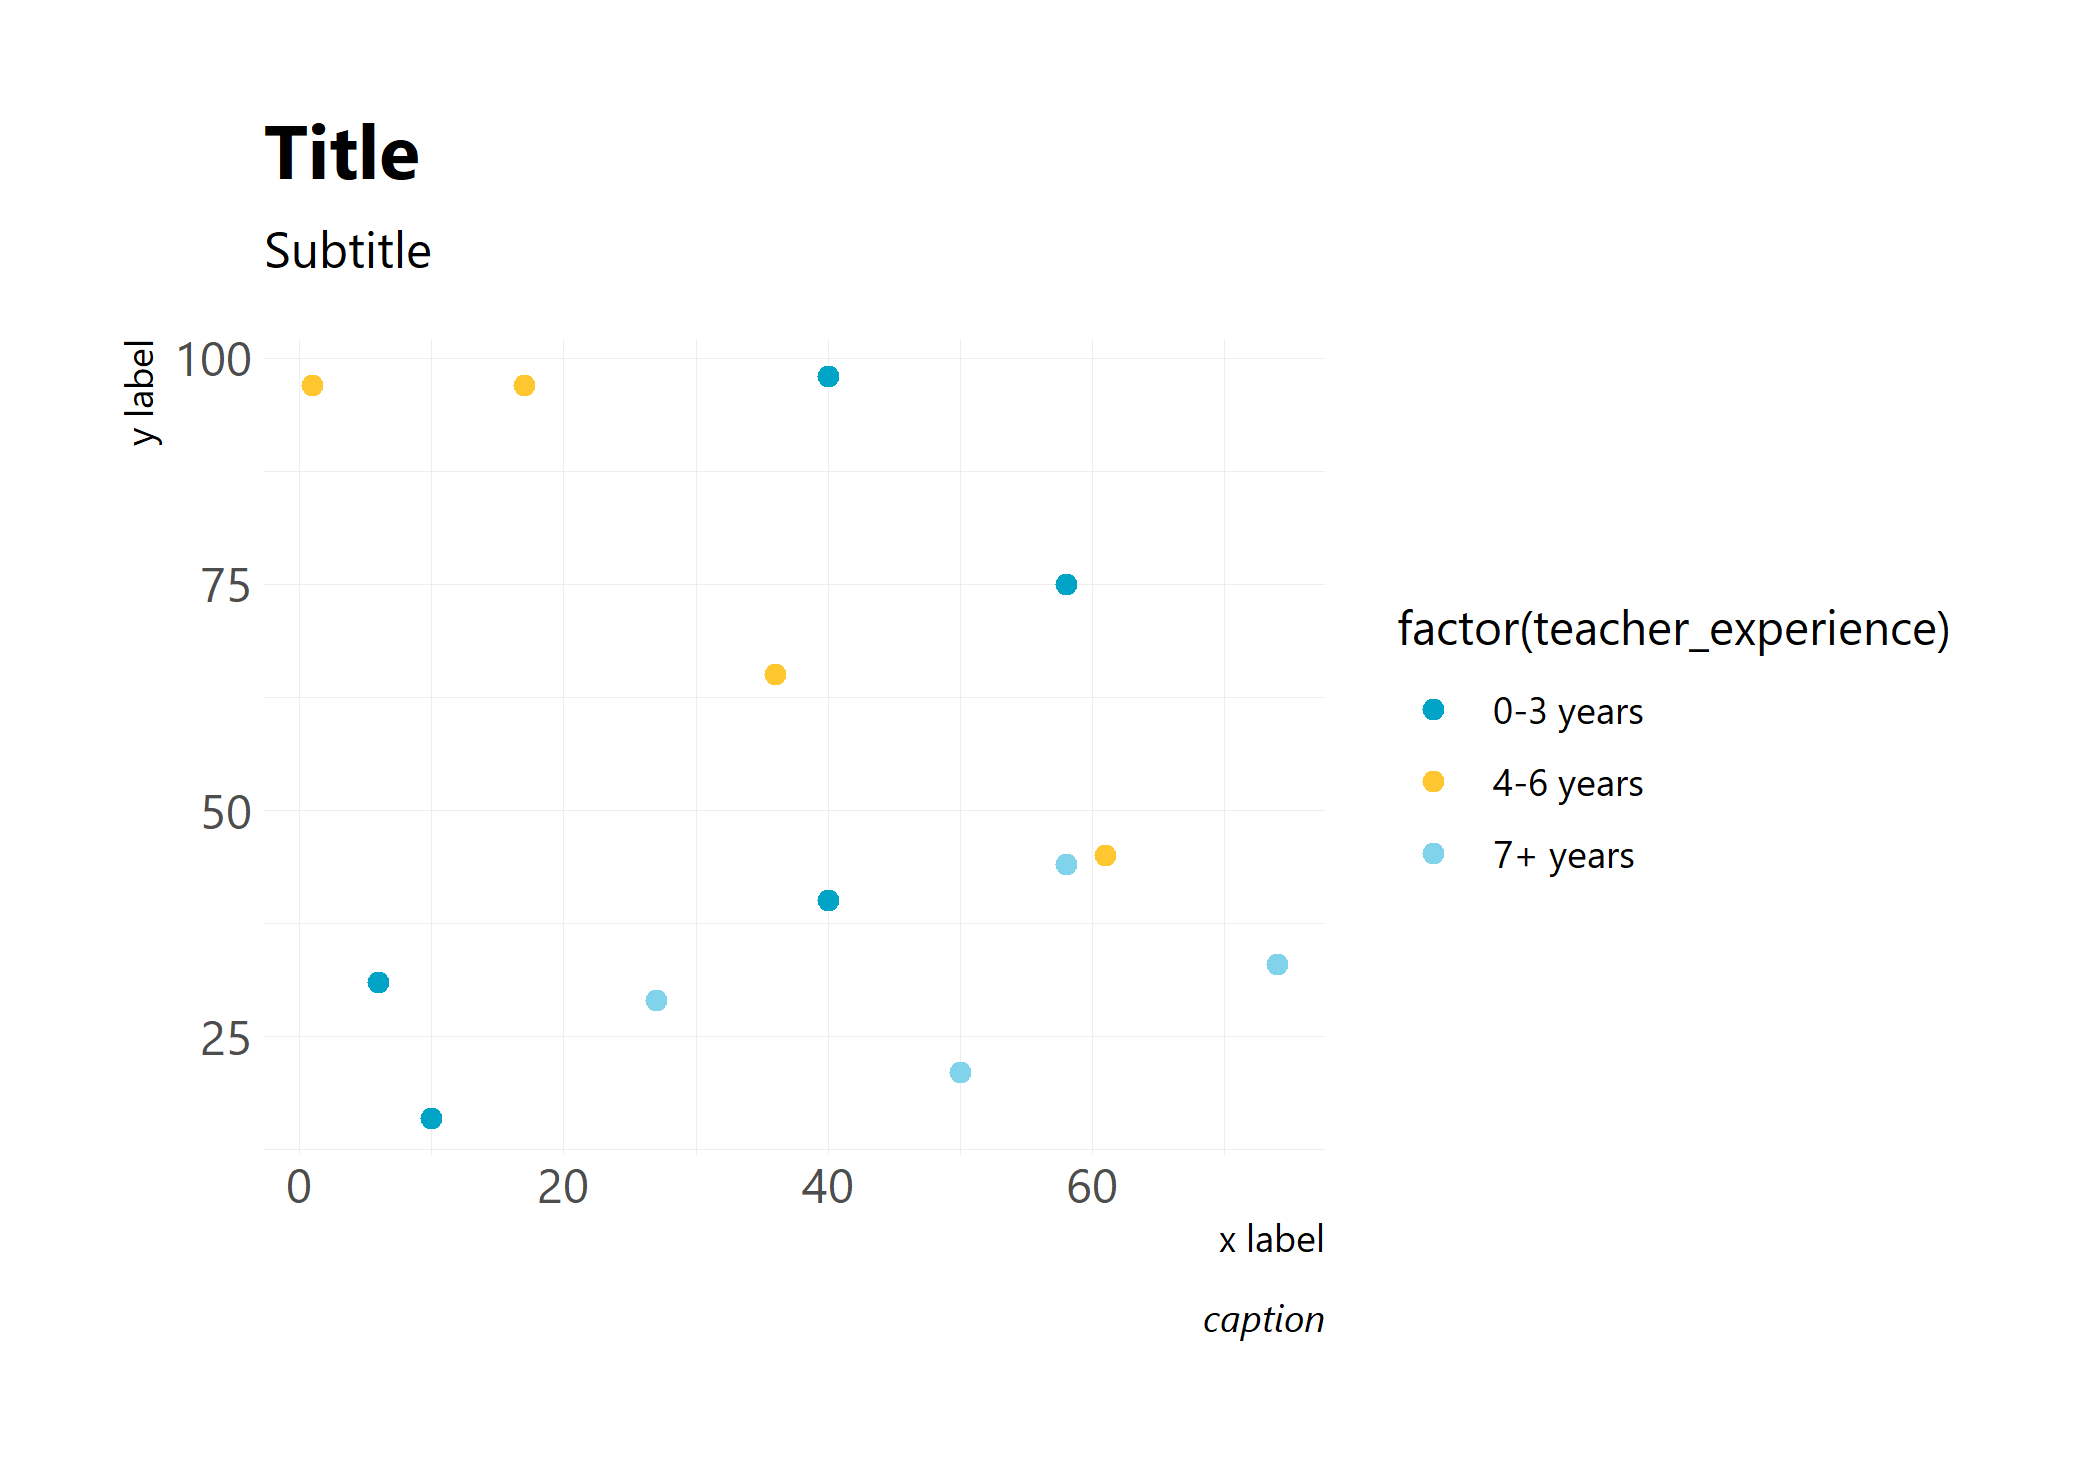 Title
Subtitle
y label
100
75
50
25
0 20 40 60
x label
caption
factor(teacher_experience)
0-3 years
4-6 years
7+ years